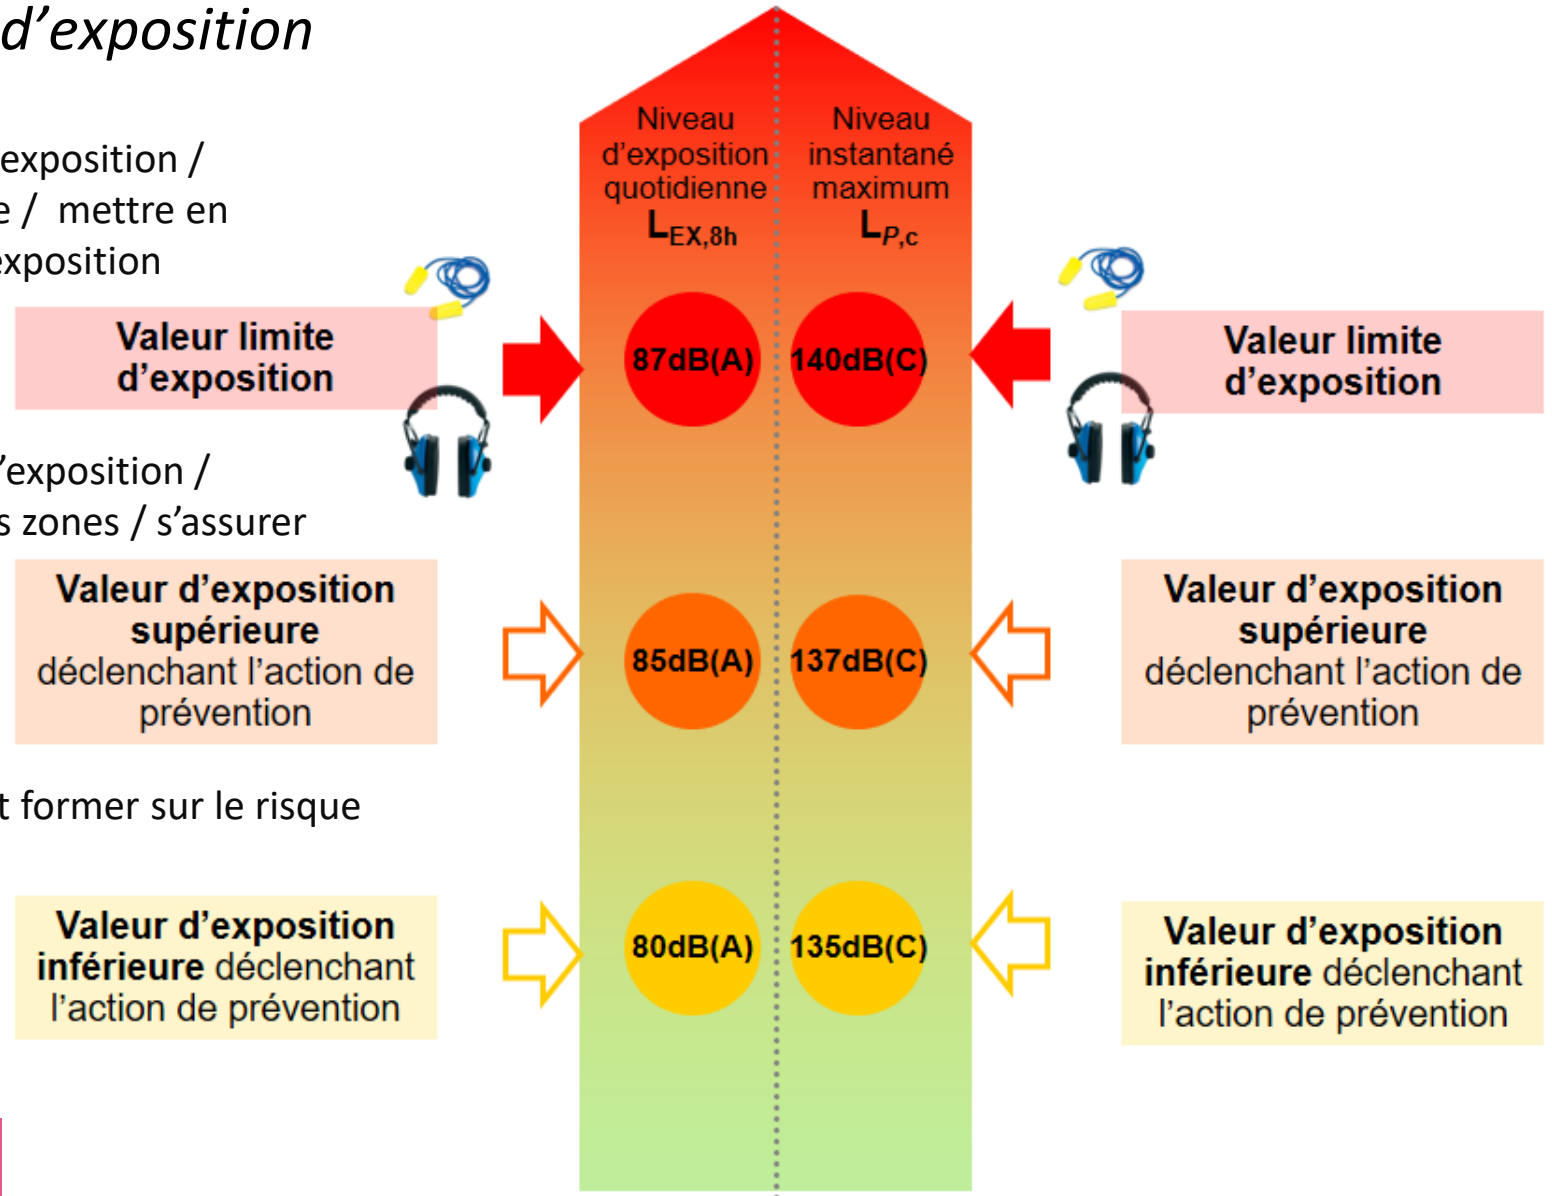 d’exposition
exposition /
e / mettre en
exposition
Niveau
d’exposition
quotidienne
LEX,8h
Niveau
instantané
maximum
LP,c
Valeur limite
d’exposition
87dB(A)
140dB(C)
Valeur limite
d’exposition
’exposition /
s zones / s’assurer
Valeur d’exposition
supérieure
déclenchant l’action de
prévention
85dB(A)
137dB(C)
Valeur d’exposition
supérieure
déclenchant l’action de
prévention
t former sur le risque
Valeur d’exposition
inférieure déclenchant
l’action de prévention
80dB(A)
135dB(C)
Valeur d’exposition
inférieure déclenchant
l’action de prévention